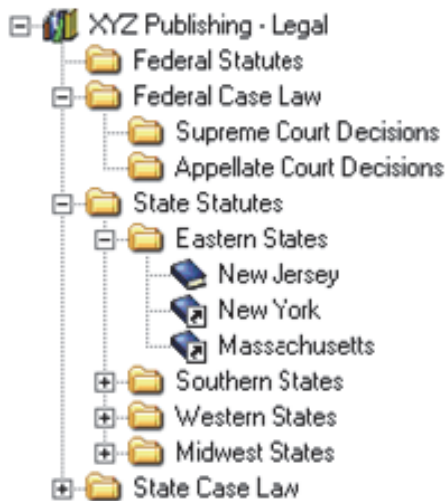 XYZ Publishing - Legal
Federal Statutes
Federal Case Law
Supreme Court Decisions
Appellate Court Decisions
State Statutes
Eastern States
New Jersey
New York
Massachusetts
Southern States
Western States
Midwest States
State Case Law